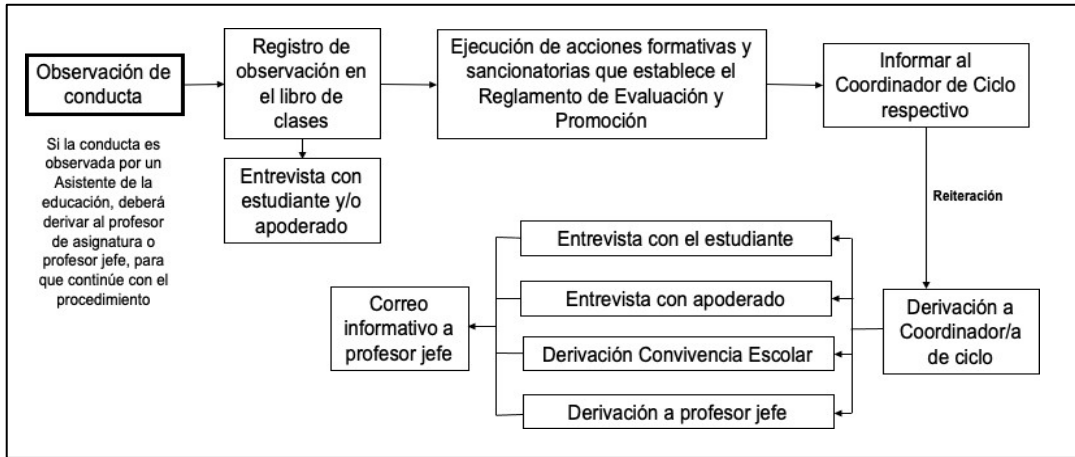 Observación de
conducta
Si la conducta es
observada por un
Asistente de la
educación, deberá
derivar al profesor
de asignatura o
profesor jefe, para
que continúe con el
procedimiento
Registro de
observación en
el libro de
clases
Entrevista con
estudiante y/o
apoderado
Ejecución de acciones formativas y
sancionatorias que establece el
Reglamento de Evaluación y
Promoción
Informar al
Coordinador de Ciclo
respectivo
Reiteración
Derivación a
Coordinador/a
de ciclo
Entrevista con el estudiante
Entrevista con apoderado
Derivación Convivencia Escolar
Derivación a profesor jefe
Correo
informativo a
profesor jefe